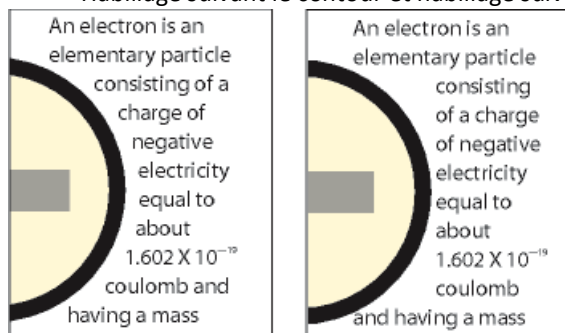 An electron is an
elementary particle
consisting of a
charge of
negative
electricity
equal to
about
1.602 X 10⁻¹⁹
coulomb and
having a mass
An electron is an
elementary particle
consisting
of a charge
of negative
electricity
equal to
about
1.602 X 10⁻¹⁹
coulomb
and having a mass